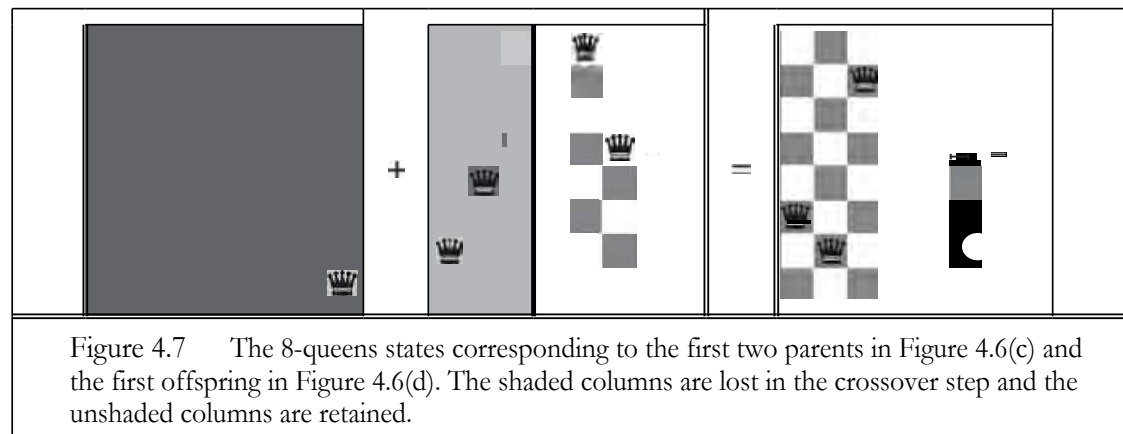 + =
Figure 4.7 The 8-queens states corresponding to the first two parents in Figure 4.6(c) and
the first offspring in Figure 4.6(d). The shaded columns are lost in the crossover step and the
unshaded columns are retained.